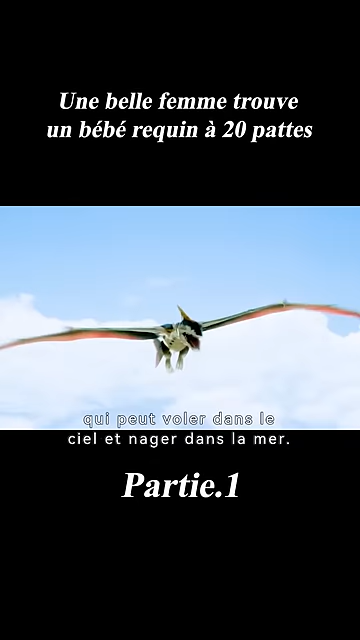 Une belle femme trouve
un bébé requin à 20 pattes
qui peut voler dans le
ciel et nager dans la mer.
Partie.1